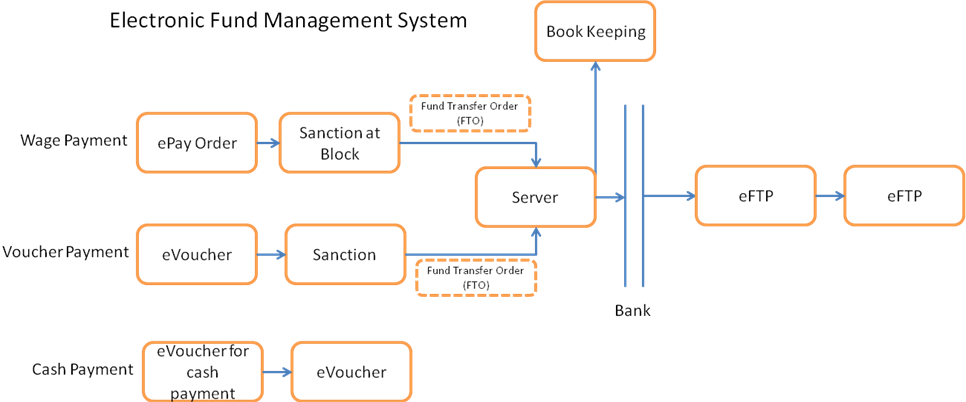 Electronic Fund Management System
Book Keeping
Fund Transfer Order
(FTO)
Wage Payment
ePay Order
Sanction at
Block
Server
eFTP
eFTP
Voucher Payment
eVoucher
Sanction
Fund Transfer Order
(FTO)
Bank
Cash Payment
eVoucher for
cash
payment
eVoucher